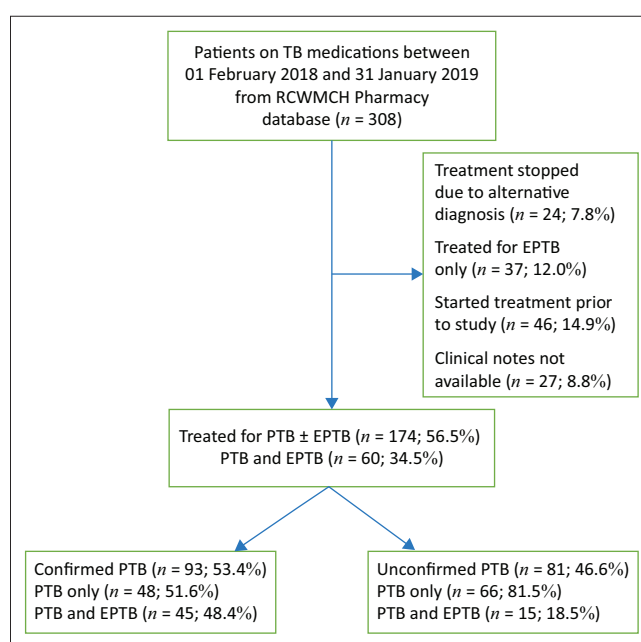 Patients on TB medications between
01 February 2018 and 31 January 2019
from RCWMCH Pharmacy
database (n = 308)
Treatment stopped
due to alternative
diagnosis (n = 24; 7.8%)
Treated for EPTB
only (n = 37; 12.0%)
Started treatment prior
to study (n = 46; 14.9%)
Clinical notes not
available (n = 27; 8.8%)
Treated for PTB ± EPTB (n = 174; 56.5%)
PTB and EPTB (n = 60; 34.5%)
Confirmed PTB (n = 93; 53.4%)
PTB only (n = 48; 51.6%)
PTB and EPTB (n = 45; 48.4%)
Unconfirmed PTB (n = 81; 46.6%)
PTB only (n = 66; 81.5%)
PTB and EPTB (n = 15; 18.5%)